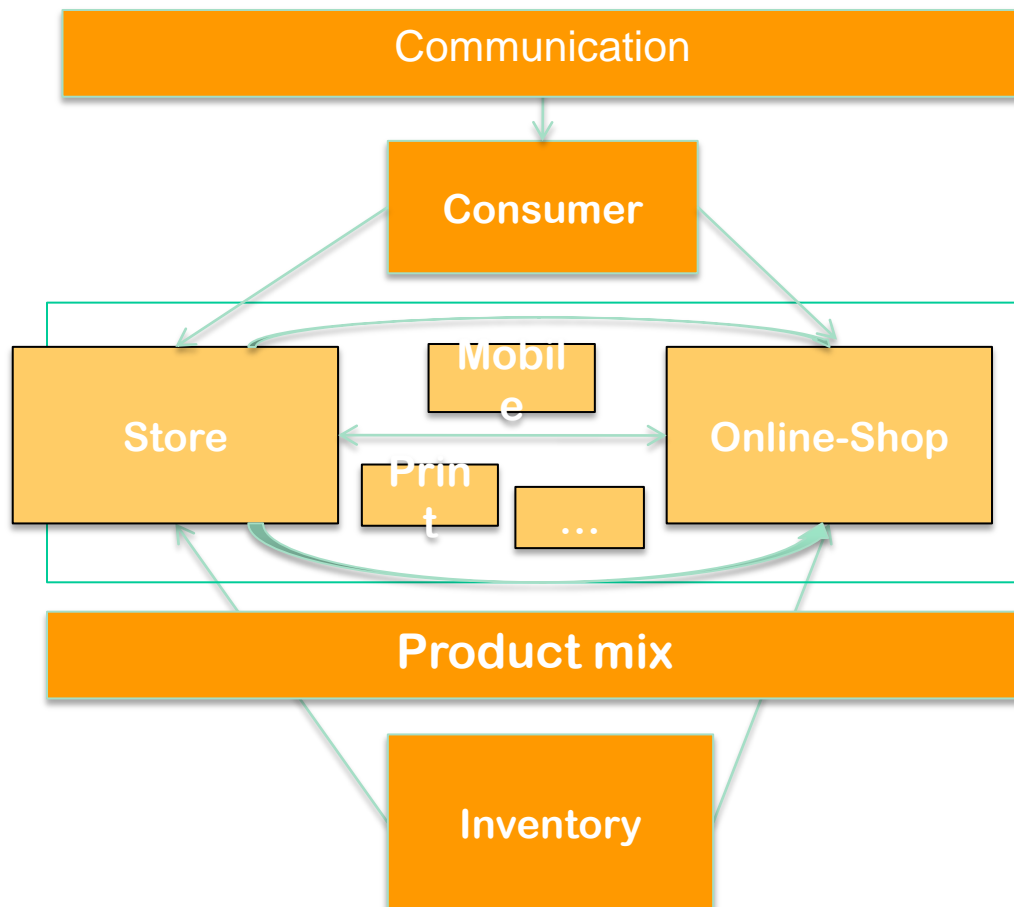 Communication
Consumer
Mobil
e
Store
Online-Shop
Prin
t
...
Product mix
Inventory